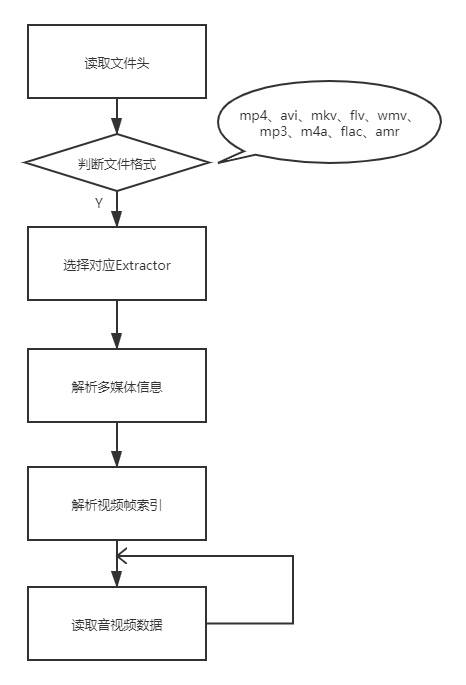 读取文件头
mp4、avi、mkv、flv、wmv、
mp3、m4a、flac、amr
判断文件格式
Y
选择对应Extractor
解析多媒体信息
解析视频帧索引
读取音视频数据